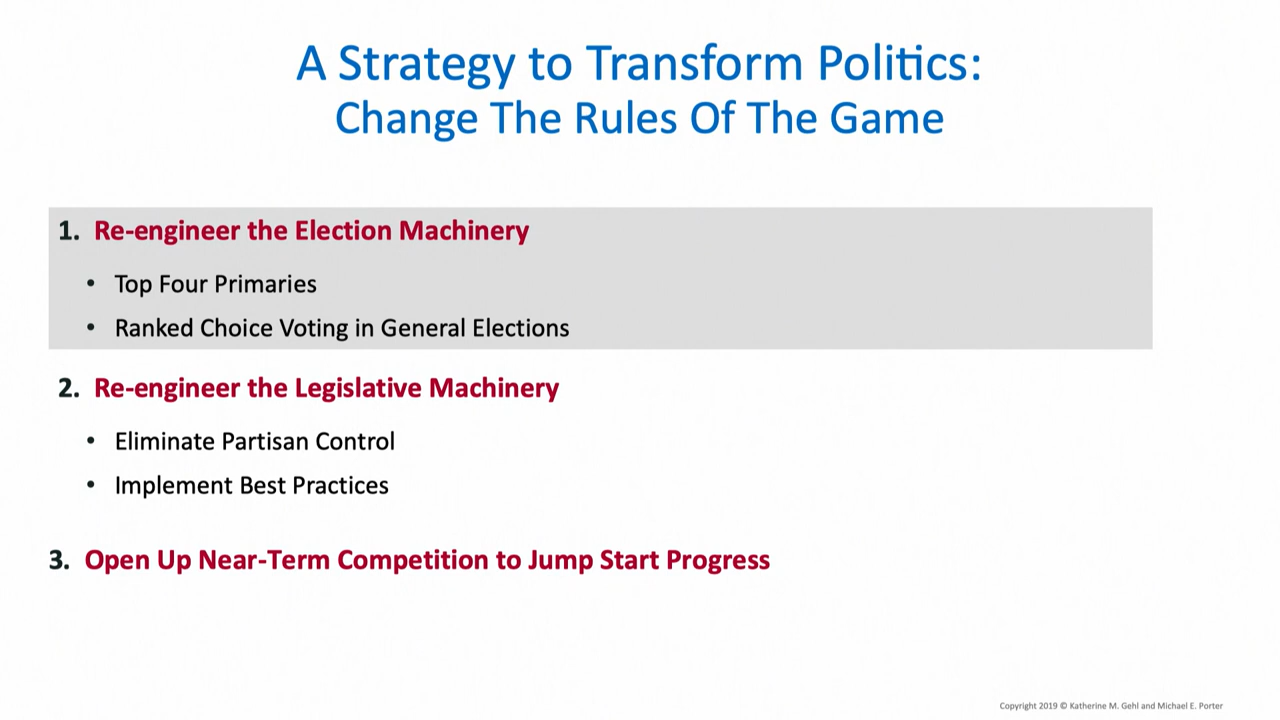 A Strategy to Transform Politics:
Change The Rules Of The Game
1. Re-engineer the Election Machinery
• Top Four Primaries
• Ranked Choice Voting in General Elections
2. Re-engineer the Legislative Machinery
• Eliminate Partisan Control
• Implement Best Practices
3. Open Up Near-Term Competition to Jump Start Progress
Copyright 2019 © Katherine M. Gehl and Michael E. Porter